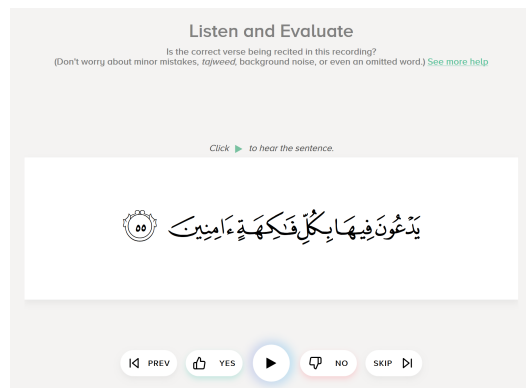 Listen and Evaluate
Is the correct verse being recited in this recording?
(Don't worry about minor mistakes, tajweed, background noise, or even an omitted word.) See more help
Click ▶ to hear the sentence.
يَدْعُونَ فِيهَا بِكُلِّ فَٰكِهَةٍ ءَامِنِينَ ٥٥
PREV YES NO SKIP